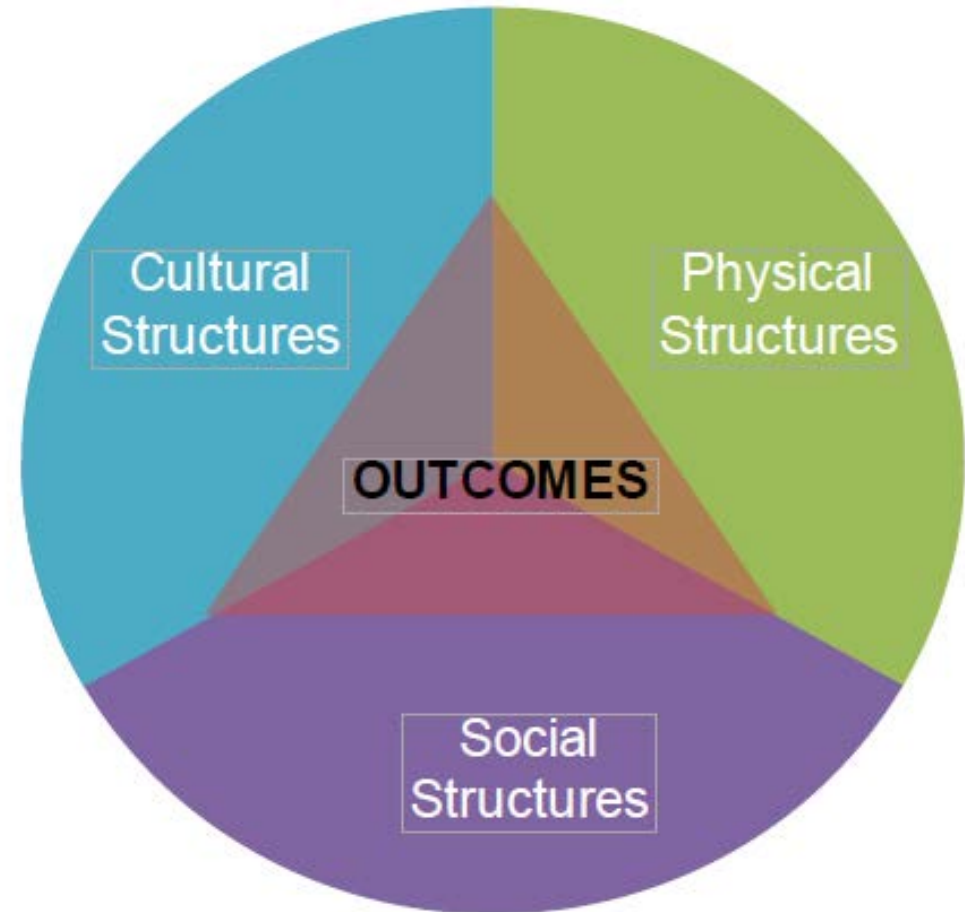 Cultural
Structures
Physical
Structures
OUTCOMES
Social
Structures